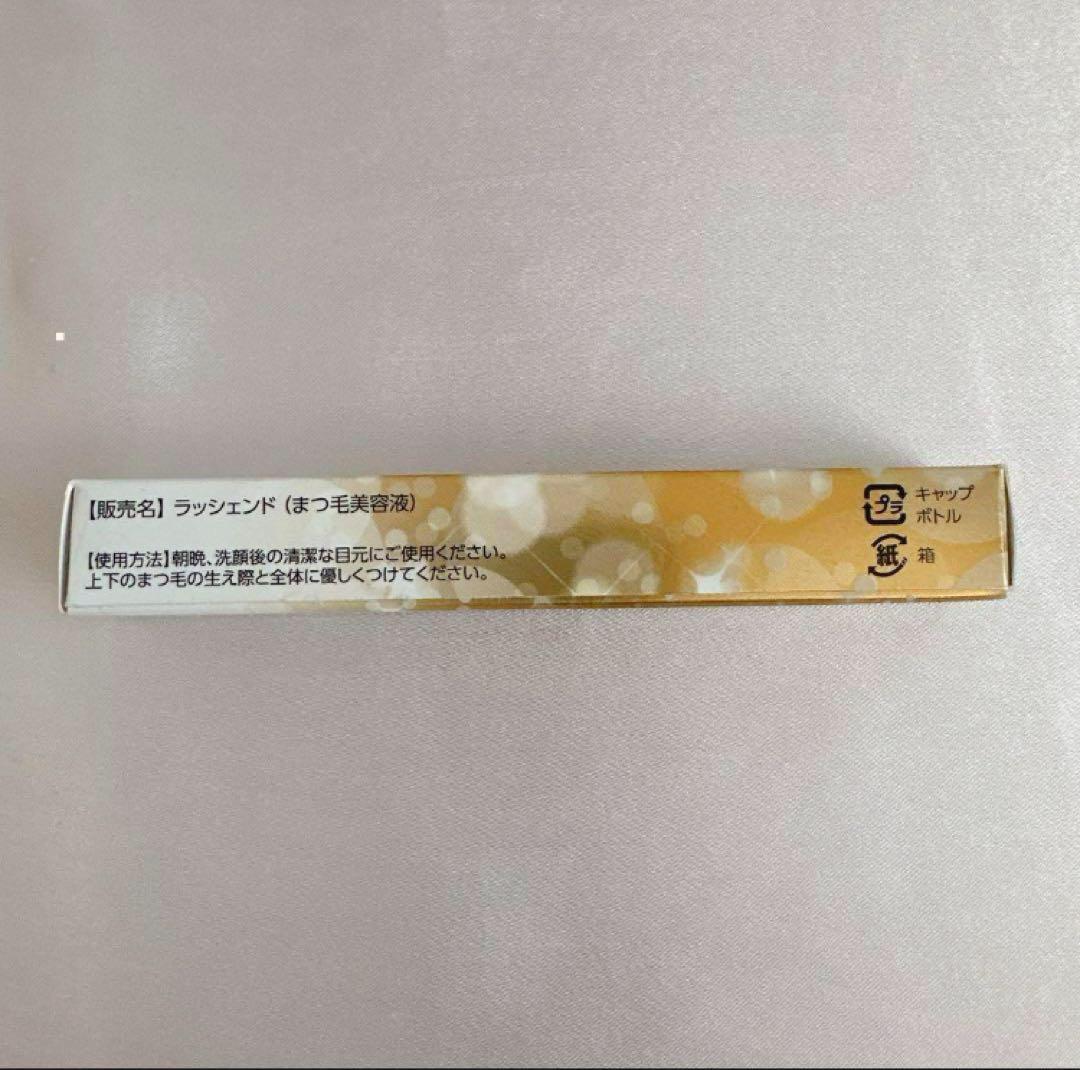 【販売名】ラッシェンド（まつ毛美容液）
【使用方法】朝晩、洗顔後の清潔な目元にご使用ください。
上下のまつ毛の生え際と全体に優しくつけてください。
プラ キャップ
ボトル
紙 箱